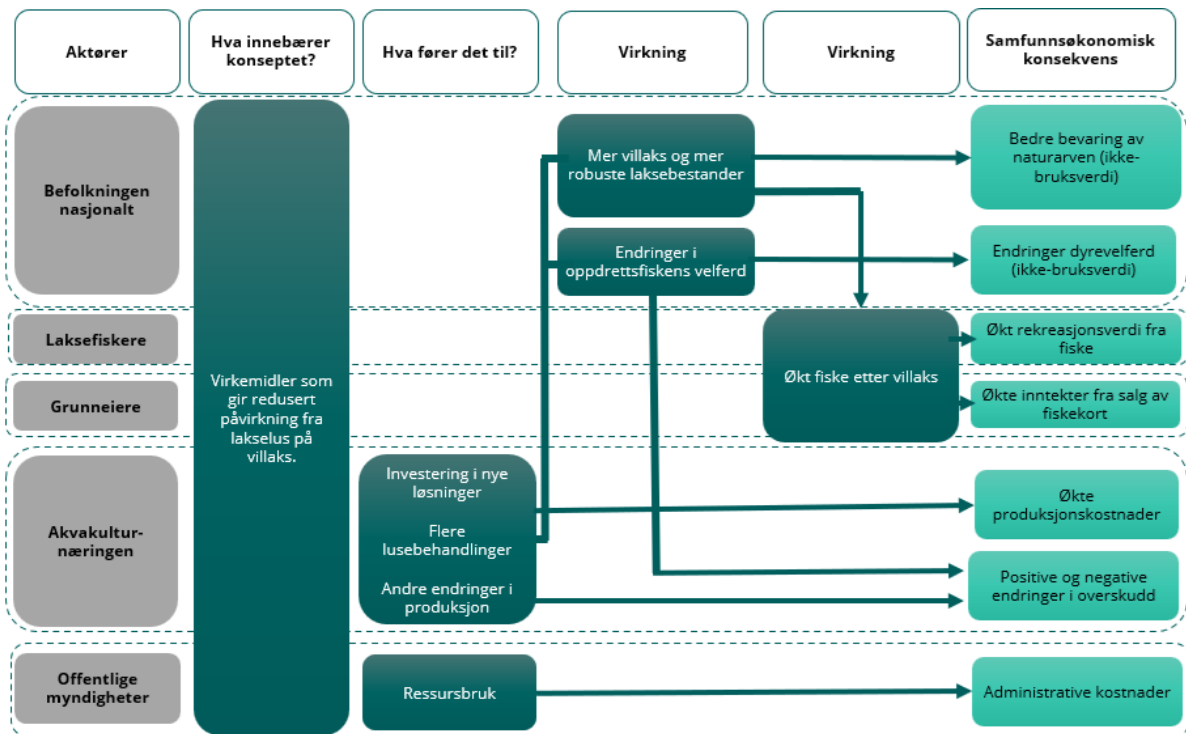 Aktører
Hva innebærer
konseptet?
Hva fører det til?
Virkning
Virkning
Samfunnsøkonomisk
konsekvens
Befolkningen
nasjonalt
Mer villaks og mer
robuste laksebestander
Bedre bevaring av
naturarven (ikke-
bruksverdi)
Endringer i
oppdrettsfiskens velferd
Endringer dyrevelferd
(ikke-bruksverdi)
Laksefiskere
Økt rekreasjonsverdi fra
fiske
Virkemidler som
gir redusert
påvirkning fra
lakselus på
villaks.
Økt fiske etter villaks
Grunneiere
Økte inntekter fra salg av
fiskekort
Akvakultur-
næringen
Investering i nye
løsninger
Flere
lusebehandlinger
Andre endringer i
produksjon
Økte
produksjonskostnader
Positive og negative
endringer i overskudd
Offentlige
myndigheter
Ressursbruk
Administrative kostnader